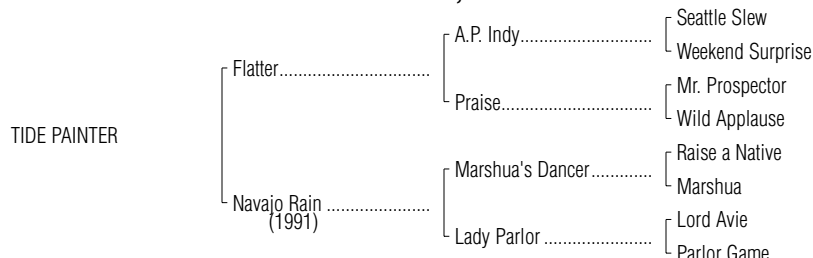 Seattle Slew
A.P. Indy............................
Weekend Surprise
Flatter................................
Mr. Prospector
Praise................................
Wild Applause
TIDE PAINTER
Raise a Native
Marshua's Dancer.............
Marshua
Navajo Rain ......................
(1991)
Lord Avie
Lady Parlor .......................
Parlor Game